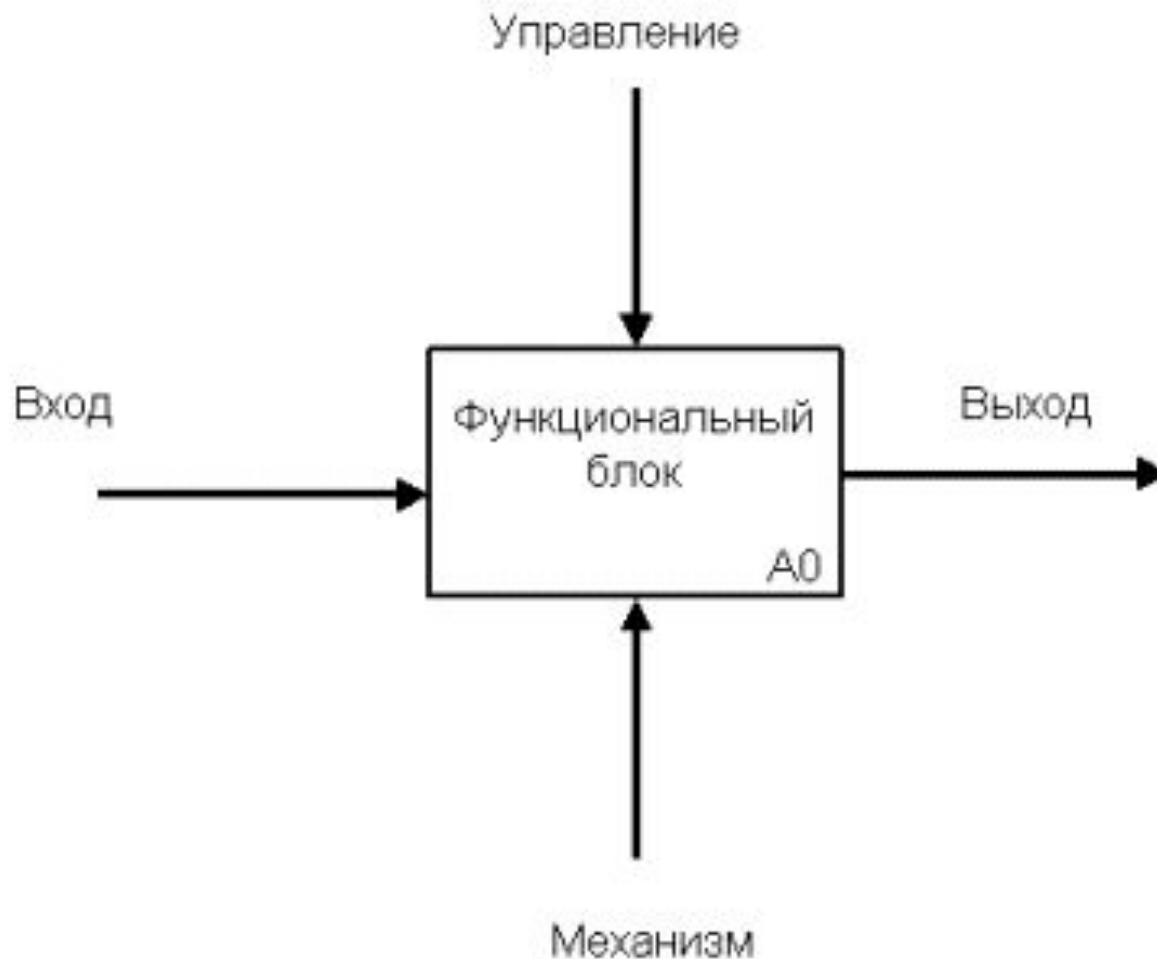 Управление
Вход
Функциональный
блок
Выход
A0
Механизм